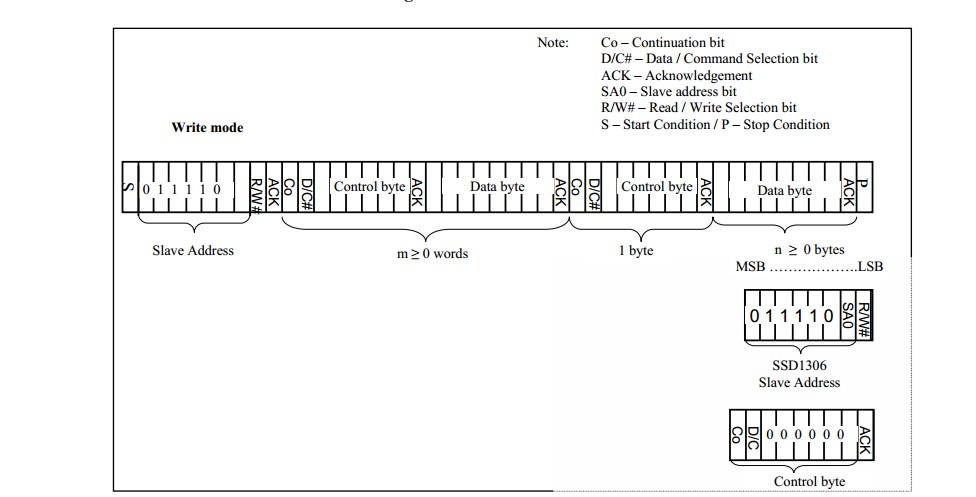 Note: Co – Continuation bit
D/C# – Data / Command Selection bit
ACK – Acknowledgement
SA0 – Slave address bit
R/W# – Read / Write Selection bit
S – Start Condition / P – Stop Condition
Write mode
S 0 1 1 1 1 0 R/W# ACK Co D/C# Control byte ACK Data byte ACK Co D/C# Control byte ACK Data byte ACK P
Slave Address m ≥ 0 words 1 byte n ≥ 0 bytes
MSB ....................LSB
0 1 1 1 1 0 SA0 R/W#
SSD1306
Slave Address
Co D/C 0 0 0 0 0 0 ACK
Control byte